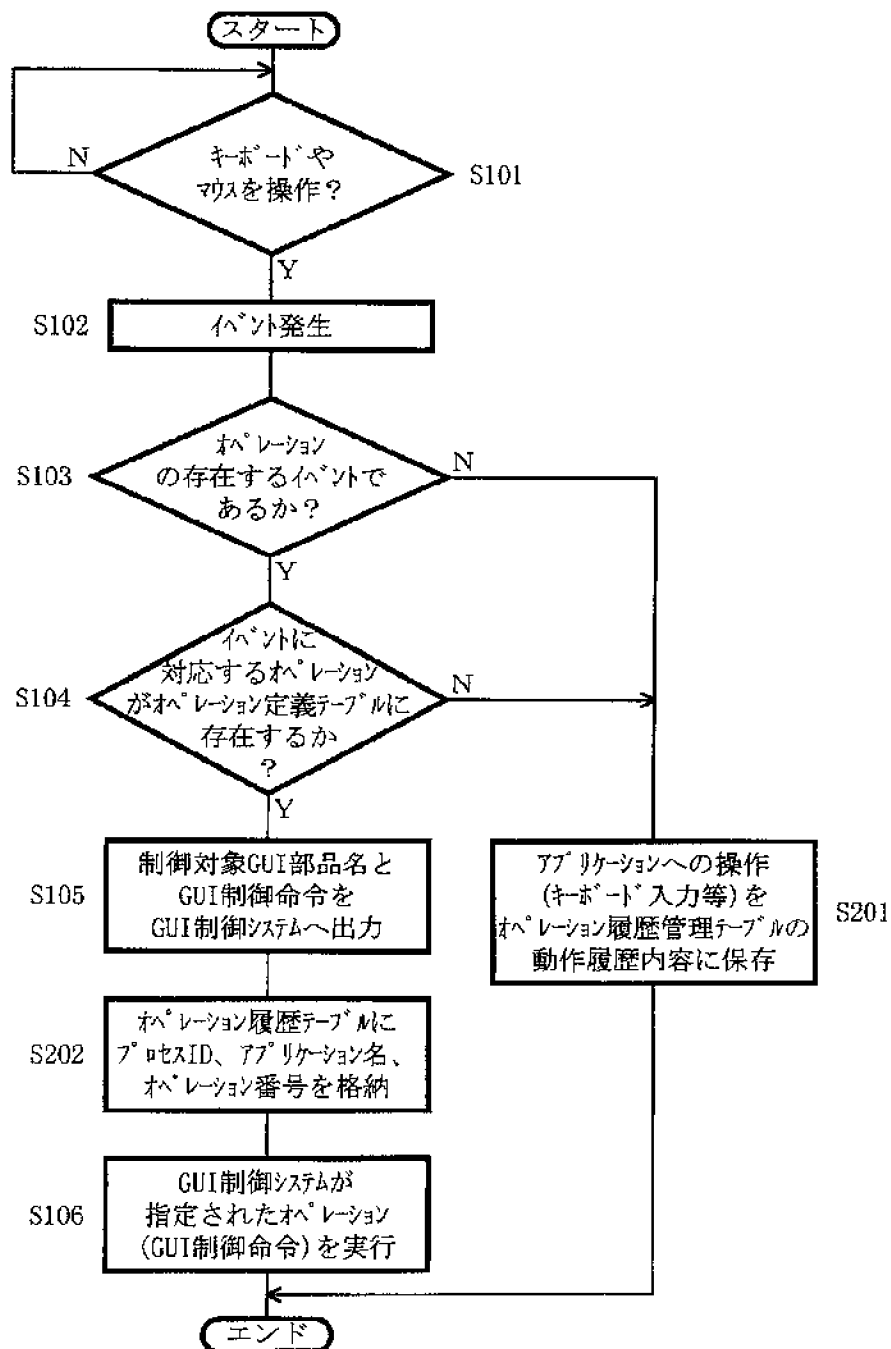 スタート
N
キーボードや
マウスを操作?
S101
Y
S102
イベント発生
オペレーション
の存在するイベントで
あるか?
S103
N
Y
イベントに
対応するオペレーション
がオペレーション定義テーブルに
存在するか
?
S104
N
Y
制御対象GUI部品名と
GUI制御命令を
GUI制御システムへ出力
S105
アプリケーションへの操作
(キーボード入力等)を
オペレーション履歴管理テーブルの
動作履歴内容に保存
S201
オペレーション履歴テーブルに
プロセスID、アプリケーション名、
オペレーション番号を格納
S202
GUI制御システムが
指定されたオペレーション
(GUI制御命令)を実行
S106
エンド